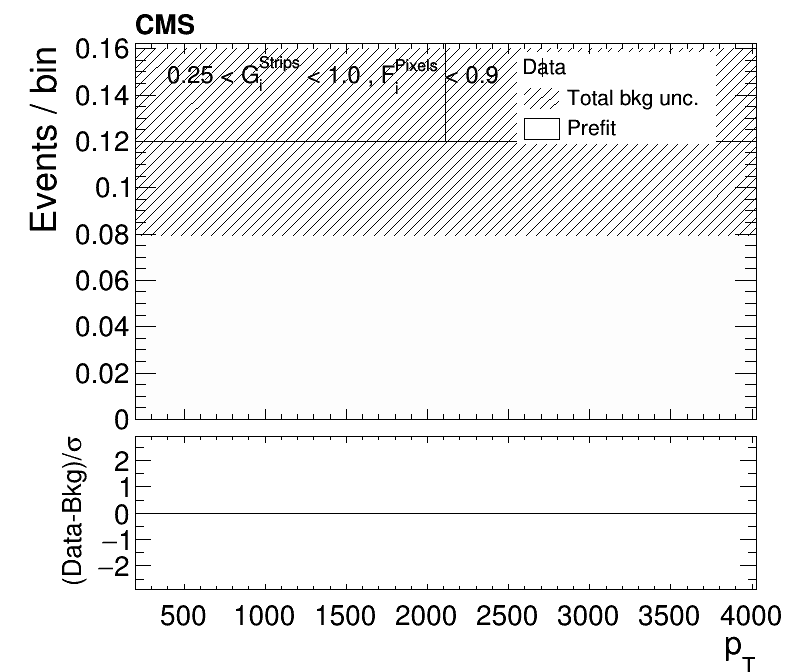 CMS
Events / bin
0.16
0.14
0.12
0.1
0.08
0.06
0.04
0.02
0
0.25 < G_i^Strips < 1.0 , F_i^Pixels < 0.9
Data
Total bkg unc.
Prefit
(Data-Bkg)/σ
2
1
0
−1
−2
500 1000 1500 2000 2500 3000 3500 4000
p_T